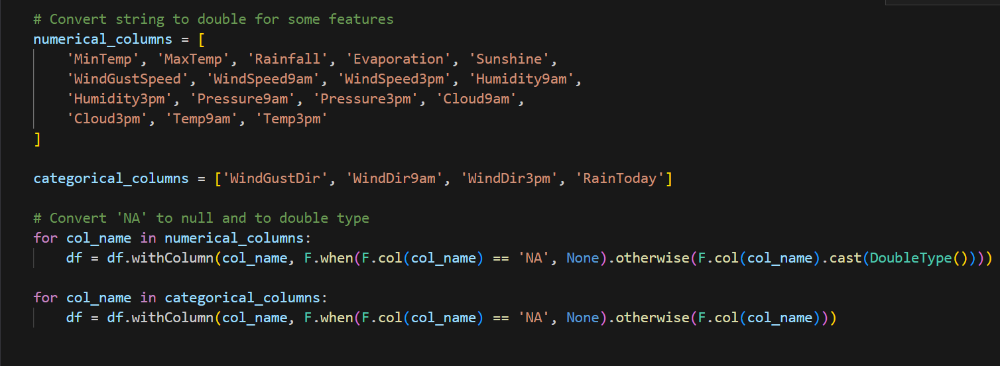 # Convert string to double for some features
numerical_columns = [
    'MinTemp', 'MaxTemp', 'Rainfall', 'Evaporation', 'Sunshine',
    'WindGustSpeed', 'WindSpeed9am', 'WindSpeed3pm', 'Humidity9am',
    'Humidity3pm', 'Pressure9am', 'Pressure3pm', 'Cloud9am',
    'Cloud3pm', 'Temp9am', 'Temp3pm'
]
categorical_columns = ['WindGustDir', 'WindDir9am', 'WindDir3pm', 'RainToday']
# Convert 'NA' to null and to double type
for col_name in numerical_columns:
    df = df.withColumn(col_name, F.when(F.col(col_name) == 'NA', None).otherwise(F.col(col_name).cast(DoubleType())))
for col_name in categorical_columns:
    df = df.withColumn(col_name, F.when(F.col(col_name) == 'NA', None).otherwise(F.col(col_name)))